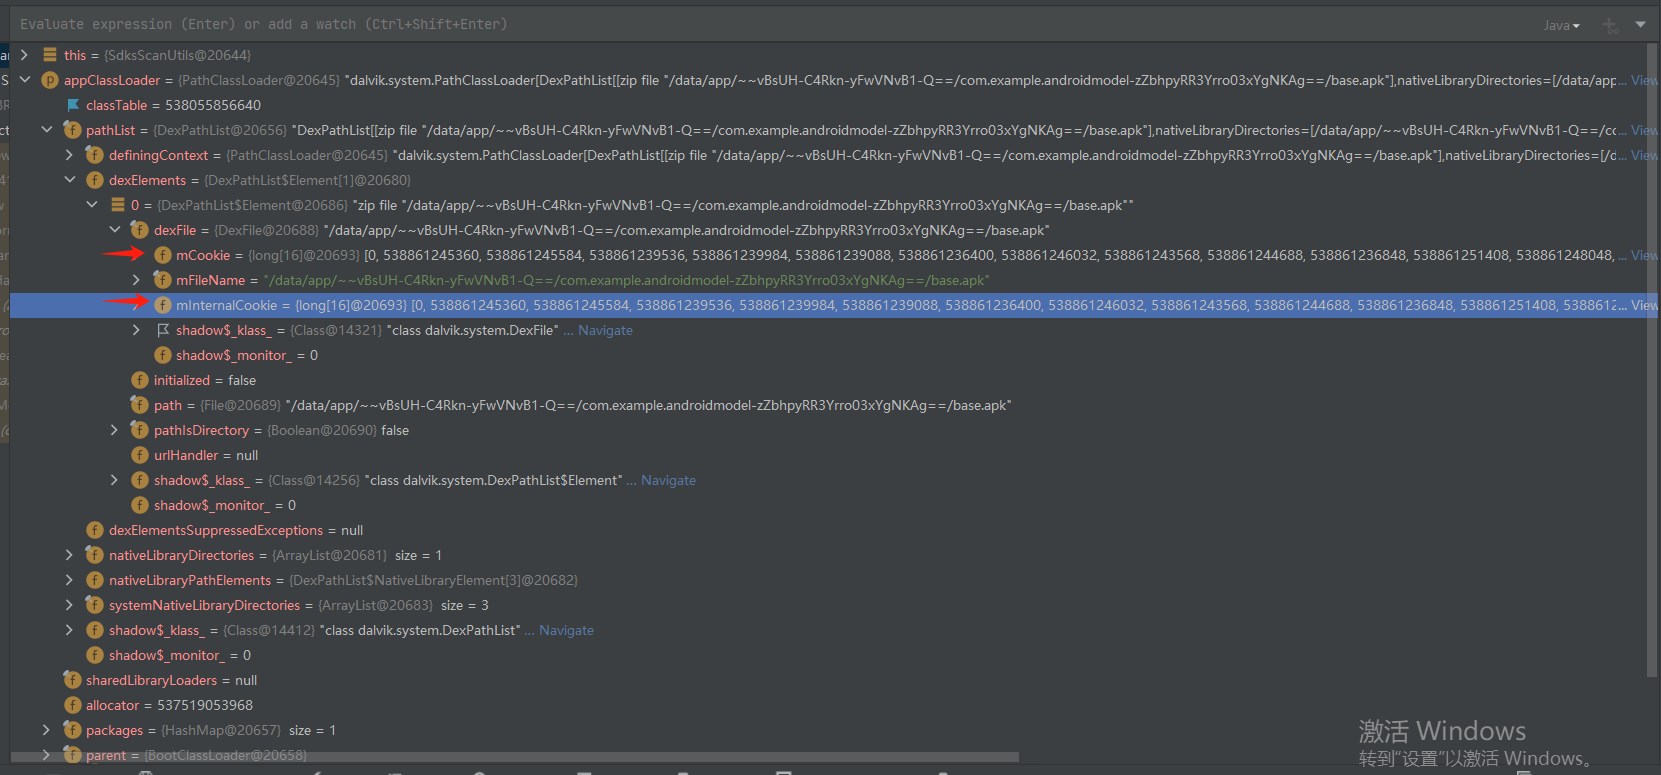 Evaluate expression (Enter) or add a watch (Ctrl+Shift+Enter)
Java
this = {SdksScanUtils@20644}
appClassLoader = {PathClassLoader@20645} "dalvik.system.PathClassLoader[DexPathList[[zip file "/data/app/~~vBsUH-C4Rkn-yFwVNvB1-Q==/com.example.androidmodel-zZbhpyRR3Yrro03xYgNKAg==/base.apk"],nativeLibraryDirectories=[/data/app... View
classTable = 538055856640
pathList = {DexPathList@20656} "DexPathList[[zip file "/data/app/~~vBsUH-C4Rkn-yFwVNvB1-Q==/com.example.androidmodel-zZbhpyRR3Yrro03xYgNKAg==/base.apk"],nativeLibraryDirectories=[/data/app/~~vBsUH-C4Rkn-yFwVNvB1-Q==/cc... View
definingContext = {PathClassLoader@20645} "dalvik.system.PathClassLoader[DexPathList[[zip file "/data/app/~~vBsUH-C4Rkn-yFwVNvB1-Q==/com.example.androidmodel-zZbhpyRR3Yrro03xYgNKAg==/base.apk"],nativeLibraryDirectories=[/d... View
dexElements = {DexPathList$Element[1]@20680}
0 = {DexPathList$Element@20686} "zip file "/data/app/~~vBsUH-C4Rkn-yFwVNvB1-Q==/com.example.androidmodel-zZbhpyRR3Yrro03xYgNKAg==/base.apk""
dexFile = {DexFile@20688} "/data/app/~~vBsUH-C4Rkn-yFwVNvB1-Q==/com.example.androidmodel-zZbhpyRR3Yrro03xYgNKAg==/base.apk"
mCookie = {long[16]@20693} [0, 538861245360, 538861245584, 538861239536, 538861239984, 538861239088, 538861236400, 538861246032, 538861243568, 538861244688, 538861236848, 538861251408, 538861248048,... View
mFileName = "/data/app/~~vBsUH-C4Rkn-yFwVNvB1-Q==/com.example.androidmodel-zZbhpyRR3Yrro03xYgNKAg==/base.apk"
mInternalCookie = {long[16]@20693} [0, 538861245360, 538861245584, 538861239536, 538861239984, 538861239088, 538861236400, 538861246032, 538861243568, 538861244688, 538861236848, 538861251408, 5388612... View
shadow$_klass_ = {Class@14321} "class dalvik.system.DexFile" ... Navigate
shadow$_monitor_ = 0
initialized = false
path = {File@20689} "/data/app/~~vBsUH-C4Rkn-yFwVNvB1-Q==/com.example.androidmodel-zZbhpyRR3Yrro03xYgNKAg==/base.apk"
pathIsDirectory = {Boolean@20690} false
urlHandler = null
shadow$_klass_ = {Class@14256} "class dalvik.system.DexPathList$Element" ... Navigate
shadow$_monitor_ = 0
dexElementsSuppressedExceptions = null
nativeLibraryDirectories = {ArrayList@20681} size = 1
nativeLibraryPathElements = {DexPathList$NativeLibraryElement[3]@20682}
systemNativeLibraryDirectories = {ArrayList@20683} size = 3
shadow$_klass_ = {Class@14412} "class dalvik.system.DexPathList" ... Navigate
shadow$_monitor_ = 0
sharedLibraryLoaders = null
allocator = 537519053968
packages = {HashMap@20657} size = 1
parent = {BootClassLoader@20658}
激活 Windows
转到“设置”以激活 Windows。